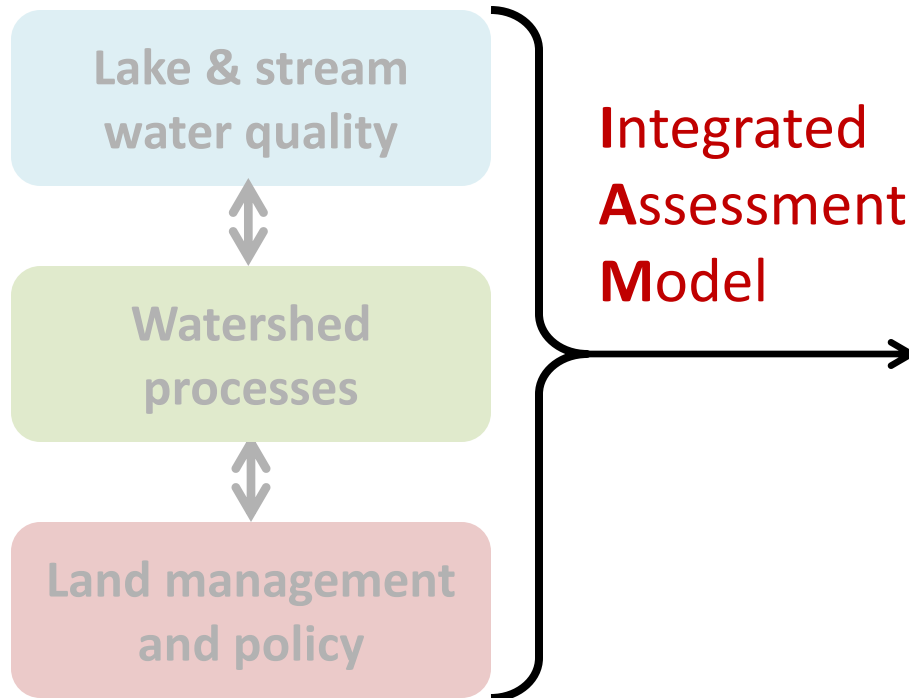 Lake & stream
water quality
Integrated
Assessment
Model
Watershed
processes
Land management
and policy